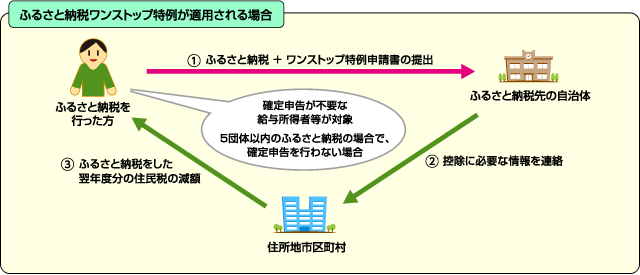 ふるさと納税ワンストップ特例が適用される場合
① ふるさと納税 + ワンストップ特例申請書の提出
ふるさと納税を
行った方
ふるさと納税先の自治体
確定申告が不要な
給与所得者等が対象
5団体以内のふるさと納税の場合で、
確定申告を行わない場合
② 控除に必要な情報を連絡
③ ふるさと納税をした
翌年度分の住民税の減額
住所地市区町村